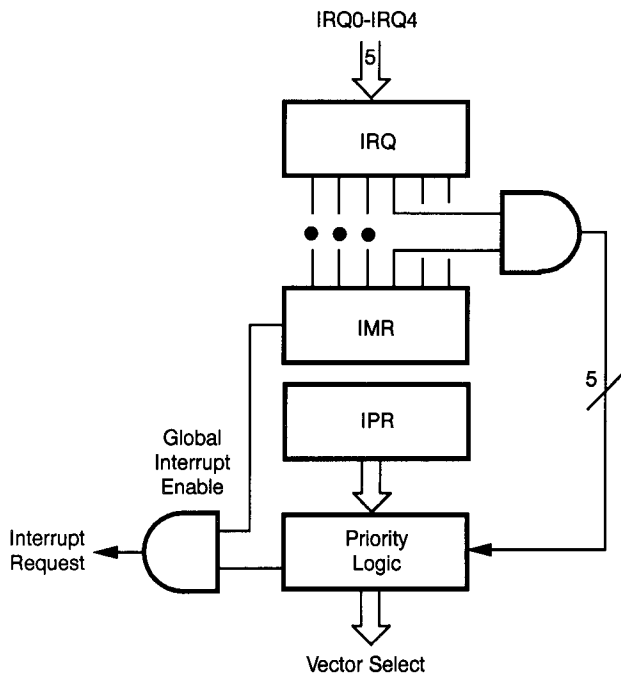 IRQ0-IRQ4
5
IRQ
IMR
5
IPR
Global
Interrupt
Enable
Interrupt
Request
Priority
Logic
Vector Select